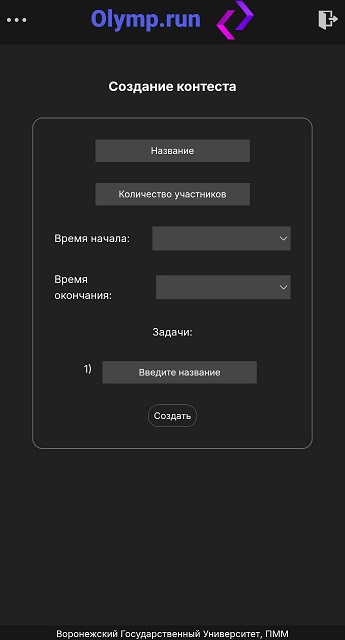 Olymp.run
Создание контеста
Название
Количество участников
Время начала:
Время
окончания:
Задачи:
1)
Введите название
Создать
Воронежский Государственный Университет, ПММ